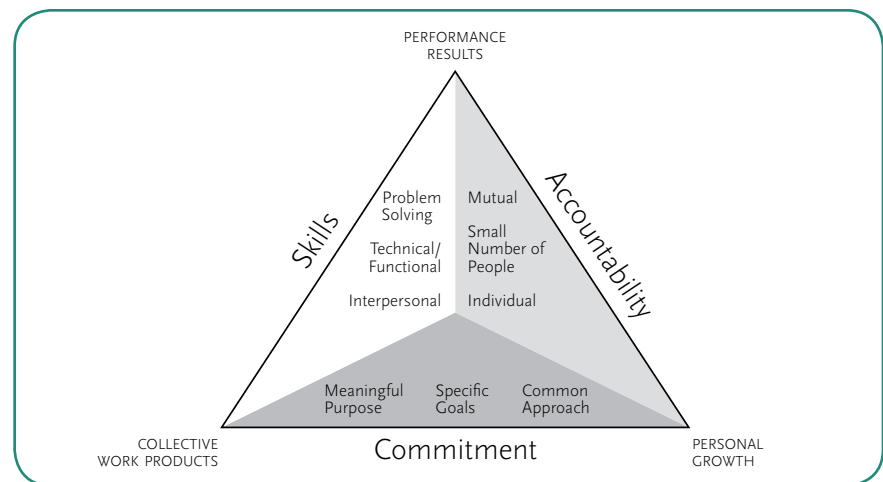 PERFORMANCE
RESULTS
Skills
Problem
Solving
Technical/
Functional
Interpersonal
Mutual
Small
Number of
People
Individual
Accountability
Meaningful
Purpose
Specific
Goals
Common
Approach
COLLECTIVE
WORK PRODUCTS
Commitment
PERSONAL
GROWTH